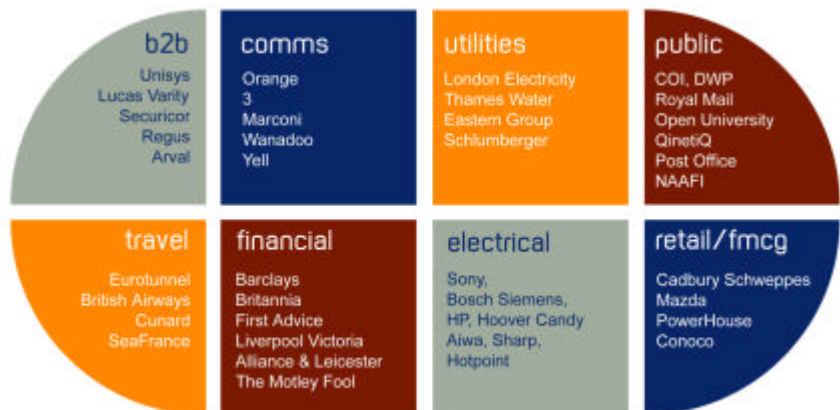 b2b
Unisys
Lucas Varity
Securicor
Regus
Arval
comms
Orange
3
Marconi
Wanadoo
Yell
utilities
London Electricity
Thames Water
Eastern Group
Schlumberger
public
COI, DWP
Royal Mail
Open University
QinetiQ
Post Office
NAAFI
travel
Eurotunnel
British Airways
Cunard
SeaFrance
financial
Barclays
Britannia
First Advice
Liverpool Victoria
Alliance & Leicester
The Motley Fool
electrical
Sony,
Bosch Siemens,
HP, Hoover Candy
Aiwa, Sharp,
Hotpoint
retail/fmcg
Cadbury Schweppes
Mazda
PowerHouse
Conoco